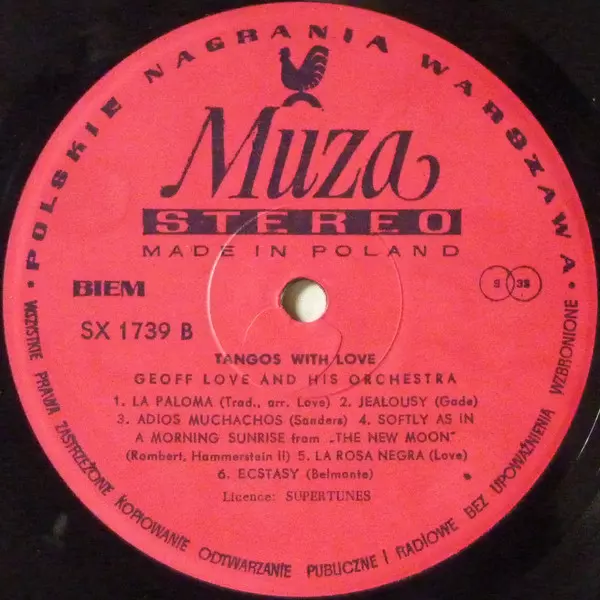 • POLSKIE NAGRANIA WARSZAWA •
Muza
STEREO
MADE IN POLAND
BIEM
S 33
SX 1739 B
TANGOS WITH LOVE
GEOFF LOVE AND HIS ORCHESTRA
1. LA PALOMA (Trad., arr. Love) 2. JEALOUSY (Gade)
3. ADIOS MUCHACHOS (Sanders) 4. SOFTLY AS IN
A MORNING SUNRISE from „THE NEW MOON"
(Rombert, Hammerstein II) 5. LA ROSA NEGRA (Love)
6. ECSTASY (Belmonte)
Licence: SUPERTUNES
WSZYSTKIE PRAWA ZASTRZEŻONE KOPIOWANIE ODTWARZANIE PUBLICZNE I RADIOWE BEZ UPOWAŻNIENIA WZBRONIONE